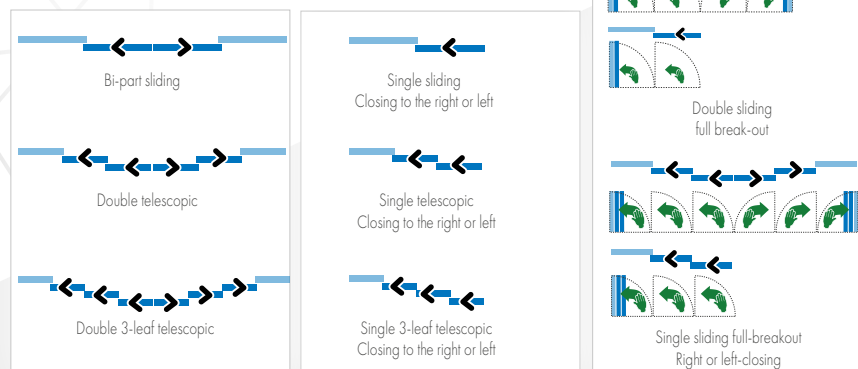 Bi-part sliding
Double telescopic
Double 3-leaf telescopic
Single sliding
Closing to the right or left
Single telescopic
Closing to the right or left
Single 3-leaf telescopic
Closing to the right or left
Double sliding
full break-out
Single sliding full-breakout
Right or left-closing